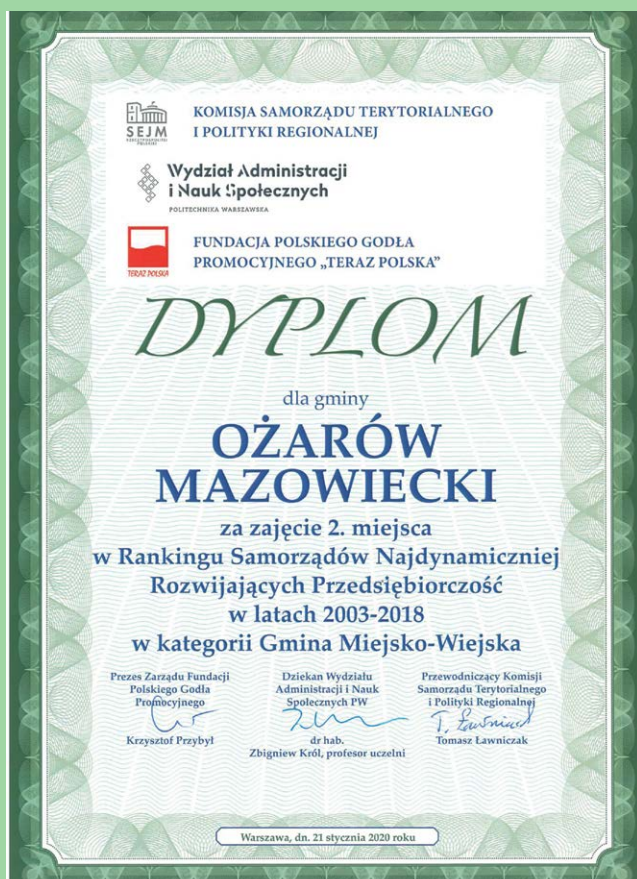 SEJM
RZECZYPOSPOLITEJ
POLSKIEJ
KOMISJA SAMORZĄDU TERYTORIALNEGO
I POLITYKI REGIONALNEJ
Wydział Administracji
i Nauk Społecznych
POLITECHNIKA WARSZAWSKA
TERAZ POLSKA
FUNDACJA POLSKIEGO GODŁA
PROMOCYJNEGO „TERAZ POLSKA”
DYPLOM
dla gminy
OŻARÓW
MAZOWIECKI
za zajęcie 2. miejsca
w Rankingu Samorządów Najdynamiczniej
Rozwijających Przedsiębiorczość
w latach 2003-2018
w kategorii Gmina Miejsko-Wiejska
Prezes Zarządu Fundacji
Polskiego Godła
Promocyjnego
Krzysztof Przybył
Dziekan Wydziału
Administracji i Nauk
Społecznych PW
dr hab.
Zbigniew Król, profesor uczelni
Przewodniczący Komisji
Samorządu Terytorialnego
i Polityki Regionalnej
T. Ławniczak
Tomasz Ławniczak
Warszawa, dn. 21 stycznia 2020 roku